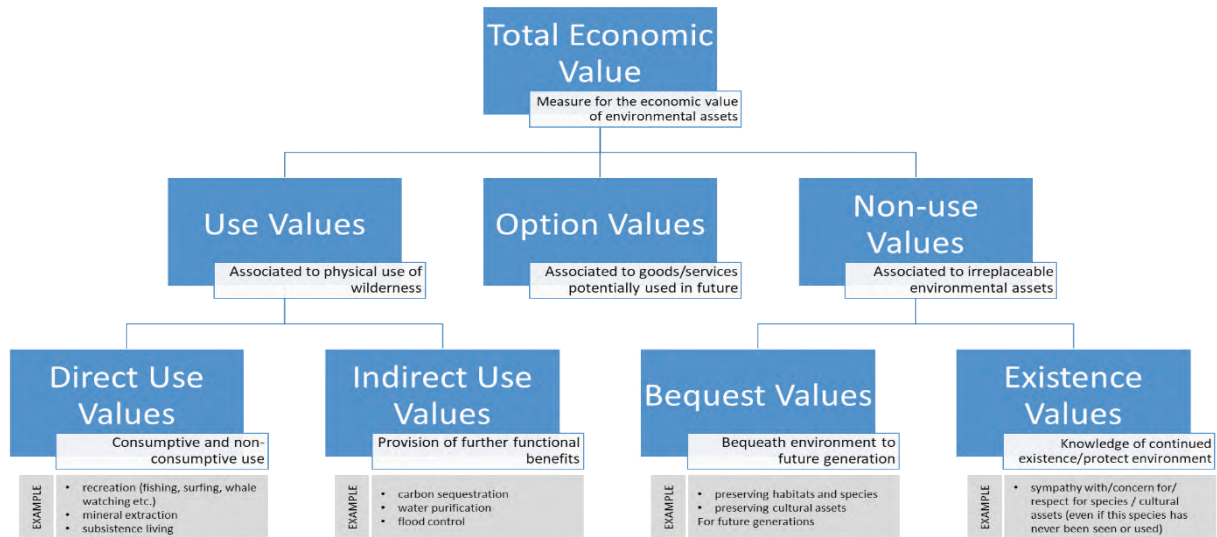 Total Economic
Value
Measure for the economic value
of environmental assets
Use Values
Associated to physical use of
wilderness
Option Values
Associated to goods/services
potentially used in future
Non-use
Values
Associated to irreplaceable
environmental assets
Direct Use
Values
Consumptive and non-
consumptive use
EXAMPLE
• recreation (fishing, surfing, whale
watching etc.)
• mineral extraction
• subsistence living
Indirect Use
Values
Provision of further functional
benefits
EXAMPLE
• carbon sequestration
• water purification
• flood control
Bequest Values
Bequeath environment to
future generation
EXAMPLE
• preserving habitats and species
• preserving cultural assets
For future generations
Existence
Values
Knowledge of continued
existence/protect environment
EXAMPLE
• sympathy with/concern for/
respect for species / cultural
assets (even if this species has
never been seen or used)